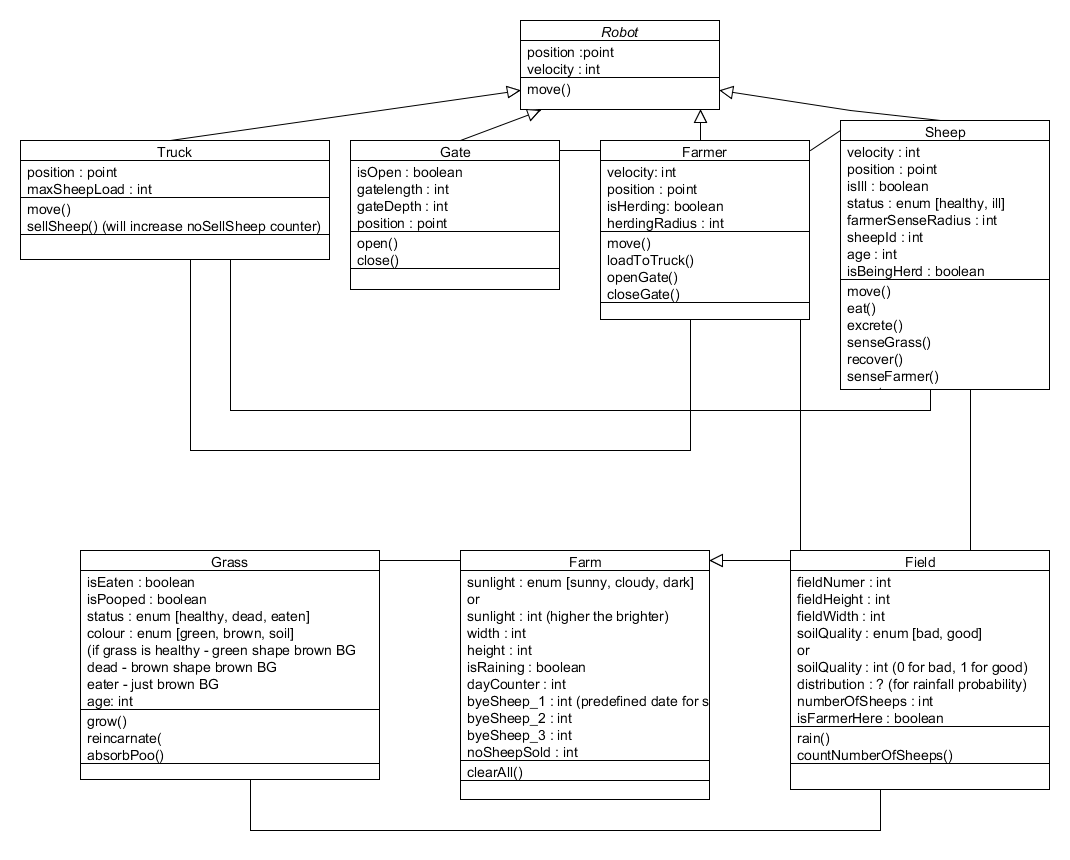 Robot
position :point
velocity : int
move()
Truck
position : point
maxSheepLoad : int
move()
sellSheep() (will increase noSellSheep counter)
Gate
isOpen : boolean
gatelength : int
gateDepth : int
position : point
open()
close()
Farmer
velocity: int
position : point
isHerding: boolean
herdingRadius : int
move()
loadToTruck()
openGate()
closeGate()
Sheep
velocity : int
position : point
isIll : boolean
status : enum [healthy, ill]
farmerSenseRadius : int
sheepId : int
age : int
isBeingHerd : boolean
move()
eat()
excrete()
senseGrass()
recover()
senseFarmer()
Grass
isEaten : boolean
isPooped : boolean
status : enum [healthy, dead, eaten]
colour : enum [green, brown, soil]
(if grass is healthy - green shape brown BG
dead - brown shape brown BG
eater - just brown BG
age: int
grow()
reincarnate(
absorbPoo()
Farm
sunlight : enum [sunny, cloudy, dark]
or
sunlight : int (higher the brighter)
width : int
height : int
isRaining : boolean
dayCounter : int
byeSheep_1 : int (predefined date for s
byeSheep_2 : int
byeSheep_3 : int
noSheepSold : int
clearAll()
Field
fieldNumer : int
fieldHeight : int
fieldWidth : int
soilQuality : enum [bad, good]
or
soilQuality : int (0 for bad, 1 for good)
distribution : ? (for rainfall probability)
numberOfSheeps : int
isFarmerHere : boolean
rain()
countNumberOfSheeps()